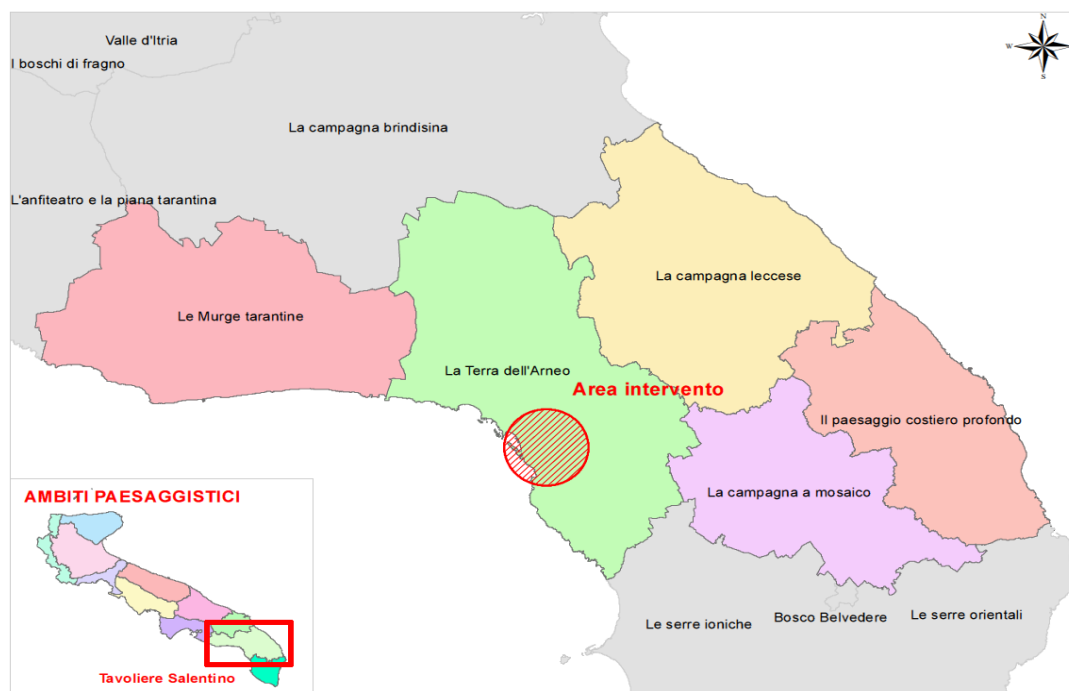 N
W
S
Valle d'Itria
I boschi di fragno
La campagna brindisina
L'anfiteatro e la piana tarantina
La campagna leccese
Le Murge tarantine
La Terra dell'Arneo
Area intervento
Il paesaggio costiero profondo
La campagna a mosaico
AMBITI PAESAGGISTICI
Le serre ioniche
Bosco Belvedere
Le serre orientali
Tavoliere Salentino